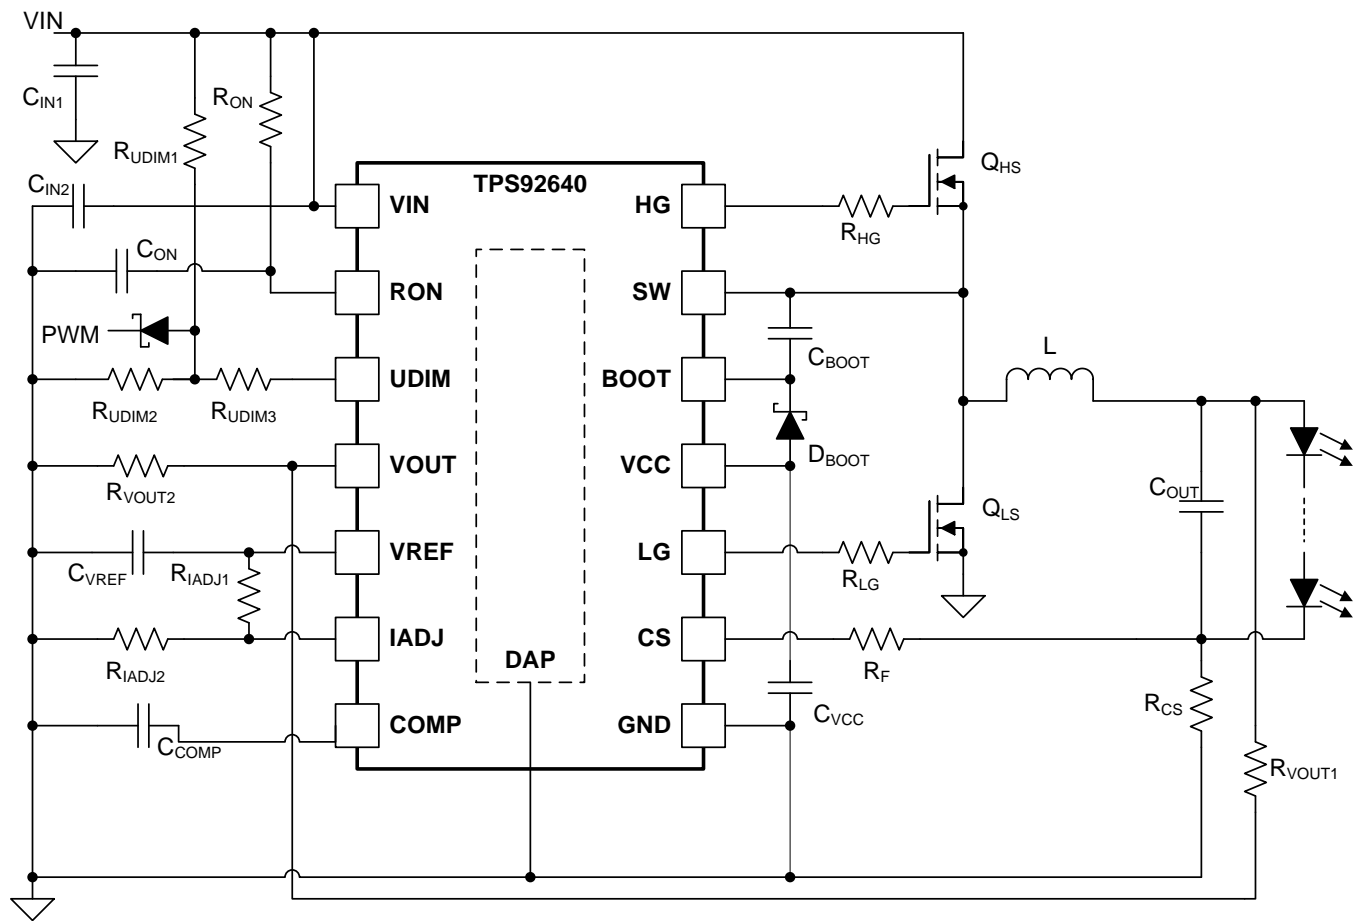 VIN
CIN1
RON
RUDIM1
CIN2
TPS92640
QHS
VIN
HG
RHG
CON
RON
SW
PWM
CBOOT
L
UDIM
BOOT
RUDIM2
RUDIM3
DBOOT
VOUT
VCC
RVOUT2
COUT
QLS
VREF
LG
CVREF
RIADJ1
RLG
IADJ
CS
DAP
RIADJ2
RF
RCS
COMP
GND
CVCC
CCOMP
RVOUT1